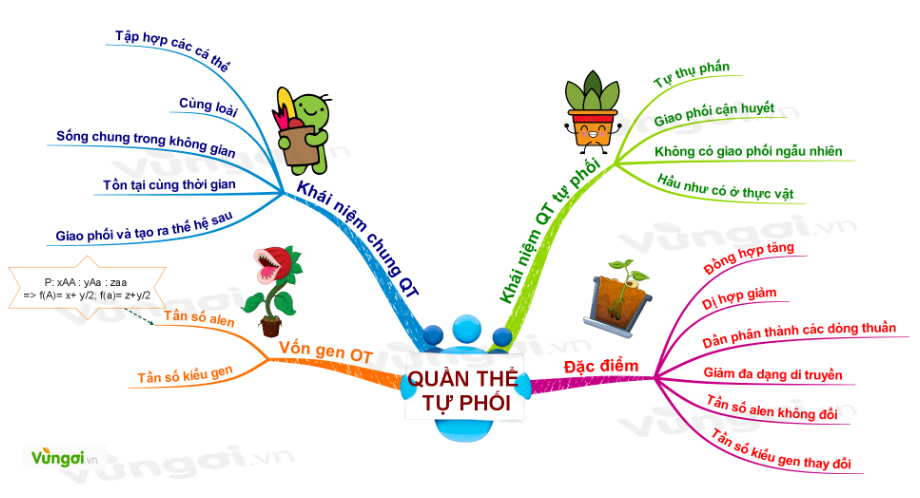 QUẦN THỂ
TỰ PHỐI
Khái niệm chung QT
Tập hợp các cá thể
Cùng loài
Sống chung trong không gian
Tồn tại cùng thời gian
Giao phối và tạo ra thế hệ sau
Vốn gen QT
Tần số alen
P: xAA : yAa : zaa
=> f(A)= x+ y/2; f(a)= z+y/2
Tần số kiểu gen
Khái niệm QT tự phối
Tự thụ phấn
Giao phối cận huyết
Không có giao phối ngẫu nhiên
Hầu như có ở thực vật
Đặc điểm
Đồng hợp tăng
Dị hợp giảm
Dần phân thành các dòng thuần
Giảm đa dạng di truyền
Tần số alen không đổi
Tần số kiểu gen thay đổi
Vừngơi.vn